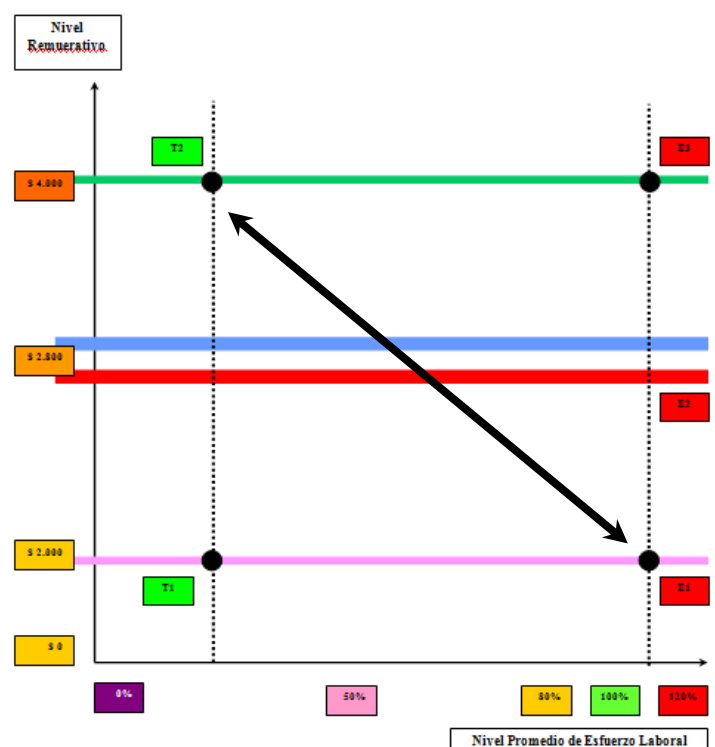 Nivel
Remuerativo
T2
E3
$ 4.000
$ 2.800
E2
$ 2.000
T1
E1
$ 0
0%
50%
80%
100%
120%
Nivel Promedio de Esfuerzo Laboral